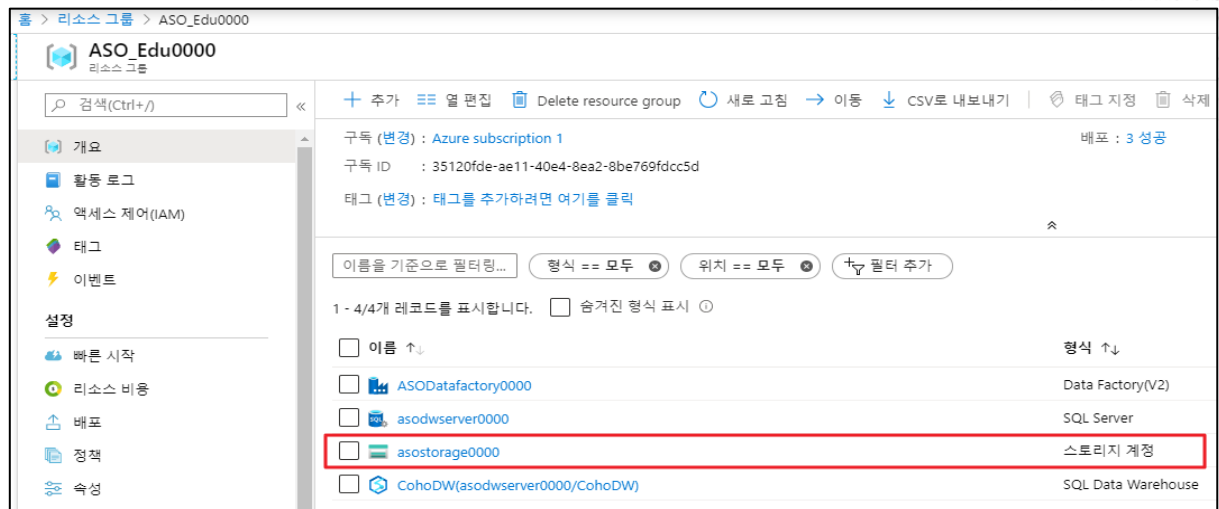 홈 > 리소스 그룹 > ASO_Edu0000
ASO_Edu0000
리소스 그룹
검색(Ctrl+/)
«
개요
활동 로그
액세스 제어(IAM)
태그
이벤트
설정
빠른 시작
리소스 비용
배포
정책
속성
추가 열 편집 Delete resource group 새로 고침 이동 CSV로 내보내기 태그 지정 삭제
구독 (변경) : Azure subscription 1 배포 : 3 성공
구독 ID : 35120fde-ae11-40e4-8ea2-8be769fdcc5d
태그 (변경) : 태그를 추가하려면 여기를 클릭
이름을 기준으로 필터링... 형식 == 모두 위치 == 모두 필터 추가
1 - 4/4개 레코드를 표시합니다. 숨겨진 형식 표시
이름 ↑↓ 형식 ↑↓
ASODatafactory0000 Data Factory(V2)
SQL asodwserver0000 SQL Server
asostorage0000 스토리지 계정
CohoDW(asodwserver0000/CohoDW) SQL Data Warehouse